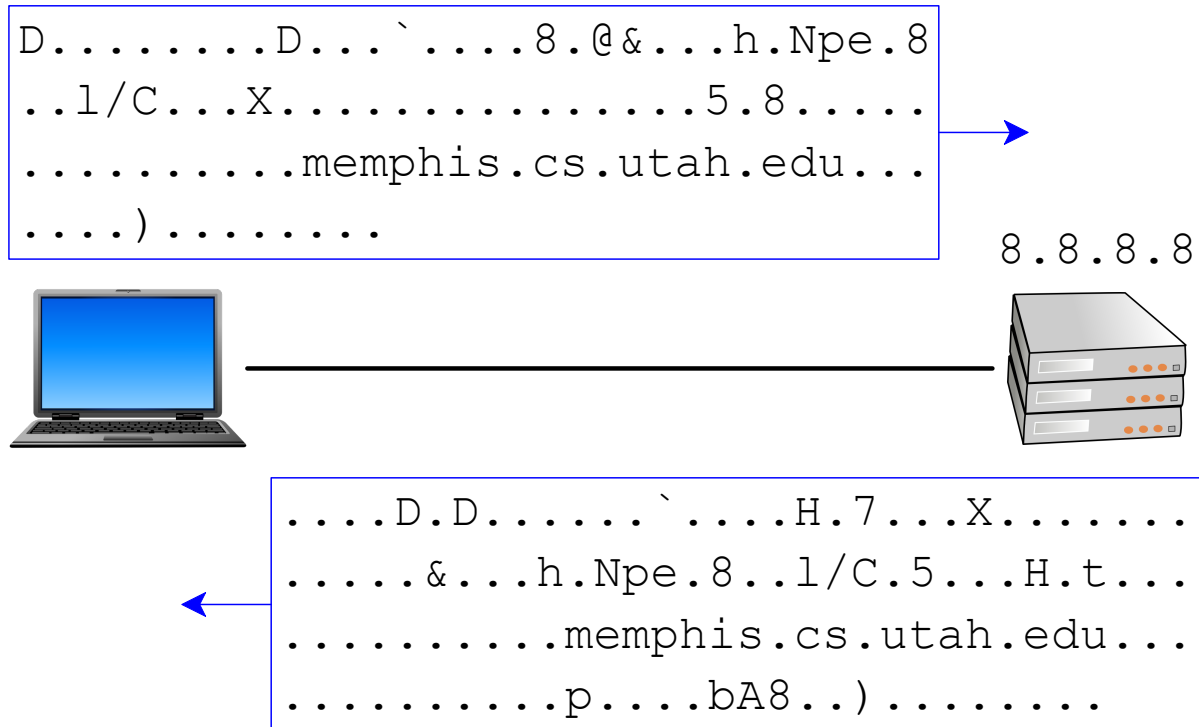 D........D...`....8.@&...h.Npe.8
..l/C...X...............5.8.....
..........memphis.cs.utah.edu...
....)........
8.8.8.8
....D.D......`....H.7...X.......
.....&...h.Npe.8..l/C.5...H.t...
..........memphis.cs.utah.edu...
..........p....bA8..)........